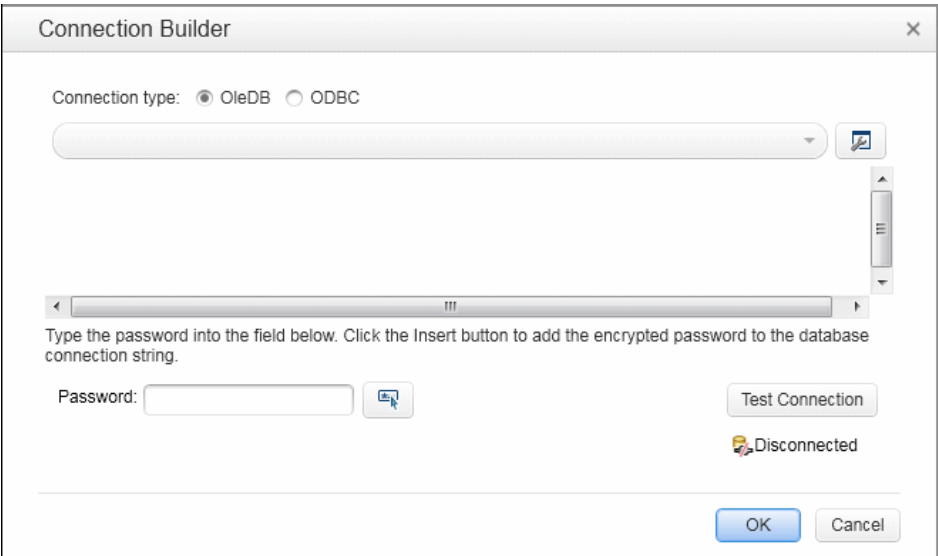 Connection Builder
Connection type: OleDB ODBC
Type the password into the field below. Click the Insert button to add the encrypted password to the database
connection string.
Password:
Test Connection
Disconnected
OK Cancel